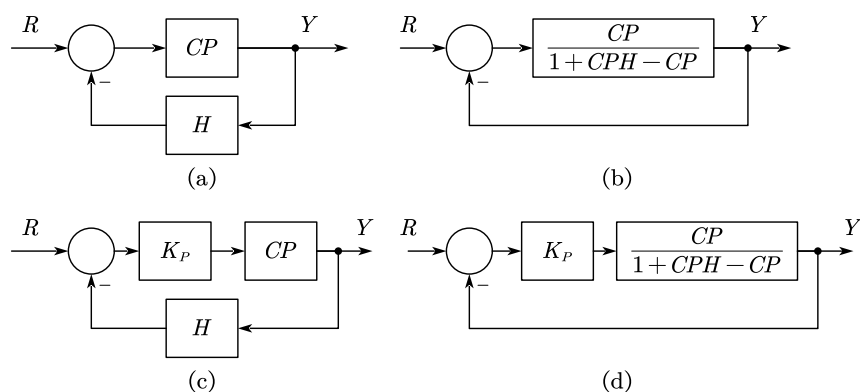 R CP Y
−
H
(a)
R CP Y
1 + CPH − CP
−
(b)
R K_P CP Y
−
H
(c)
R K_P CP Y
1 + CPH − CP
−
(d)